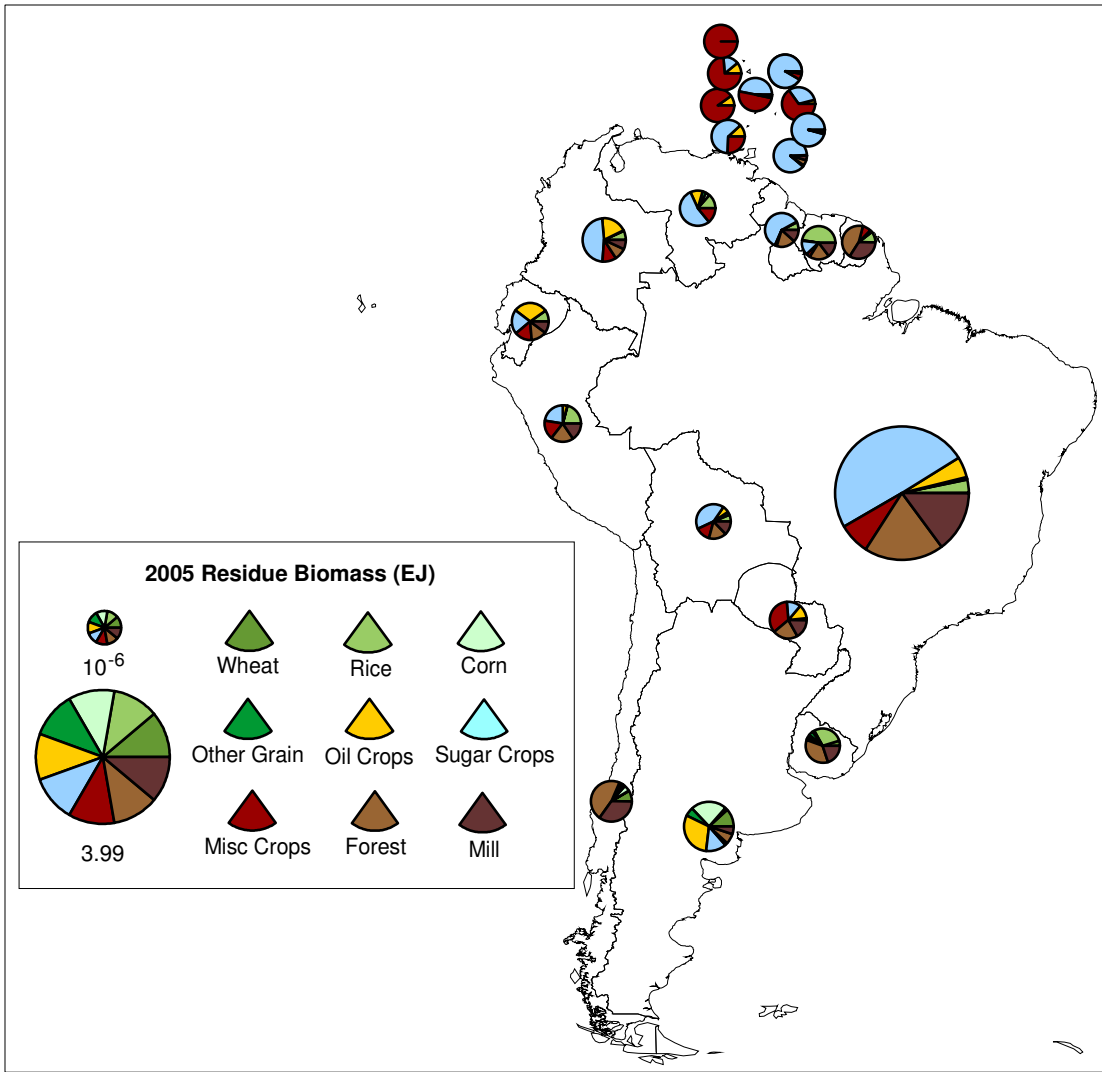 2005 Residue Biomass (EJ)
10-6
Wheat Rice Corn
Other Grain Oil Crops Sugar Crops
3.99
Misc Crops Forest Mill